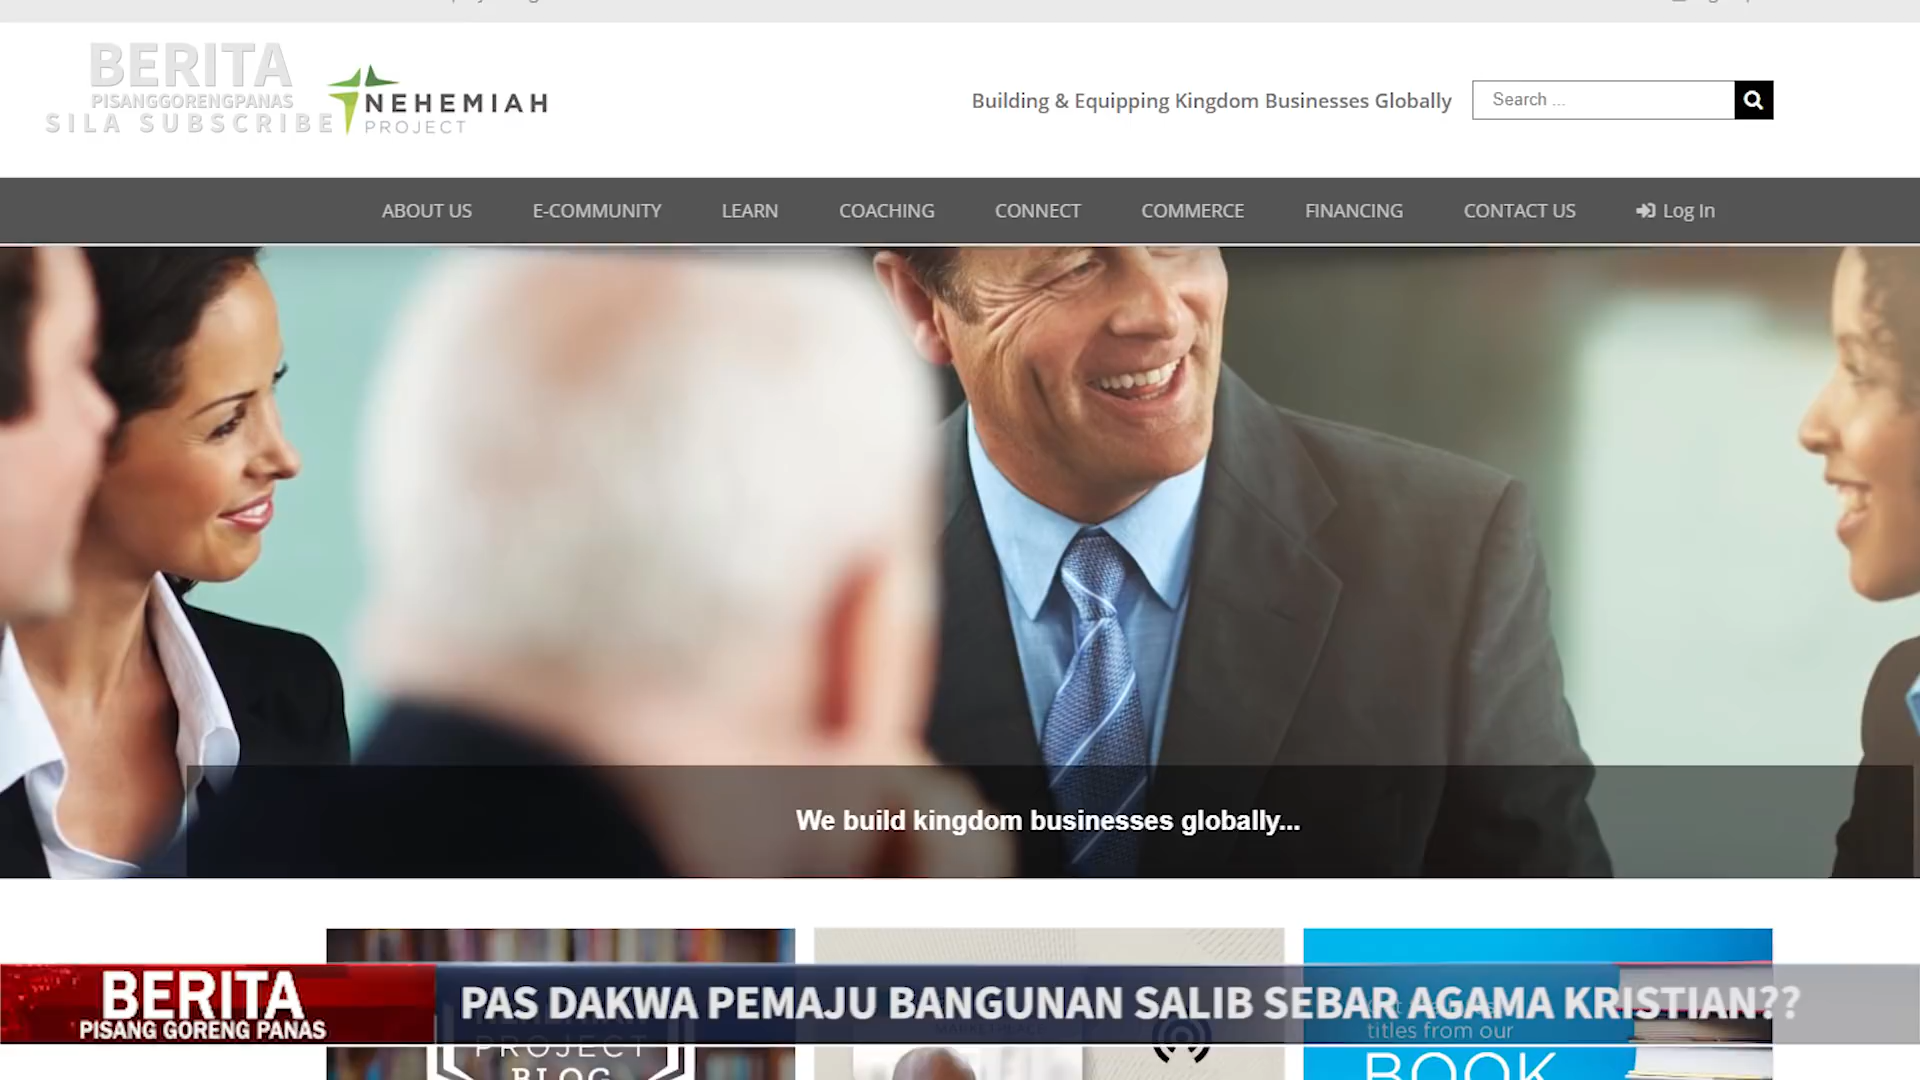 BERITA
PISANGGORENGPANAS
SILA SUBSCRIBE
NEHEMIAH
PROJECT
Building & Equipping Kingdom Businesses Globally
Search ...
ABOUT US
E-COMMUNITY
LEARN
COACHING
CONNECT
COMMERCE
FINANCING
CONTACT US
Log In
We build kingdom businesses globally...
BERITA
PISANG GORENG PANAS
PAS DAKWA PEMAJU BANGUNAN SALIB SEBAR AGAMA KRISTIAN??
titles from our
PROJECT
BLOG
BOOK